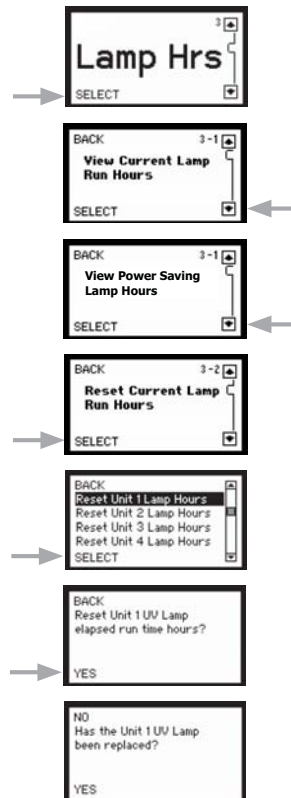 3
Lamp Hrs
SELECT
BACK 3-1
View Current Lamp
Run Hours
SELECT
BACK 3-1
View Power Saving
Lamp Hours
SELECT
BACK 3-2
Reset Current Lamp
Run Hours
SELECT
BACK
Reset Unit 1 Lamp Hours
Reset Unit 2 Lamp Hours
Reset Unit 3 Lamp Hours
Reset Unit 4 Lamp Hours
SELECT
BACK
Reset Unit 1 UV Lamp
elapsed run time hours?
YES
NO
Has the Unit 1 UV Lamp
been replaced?
YES